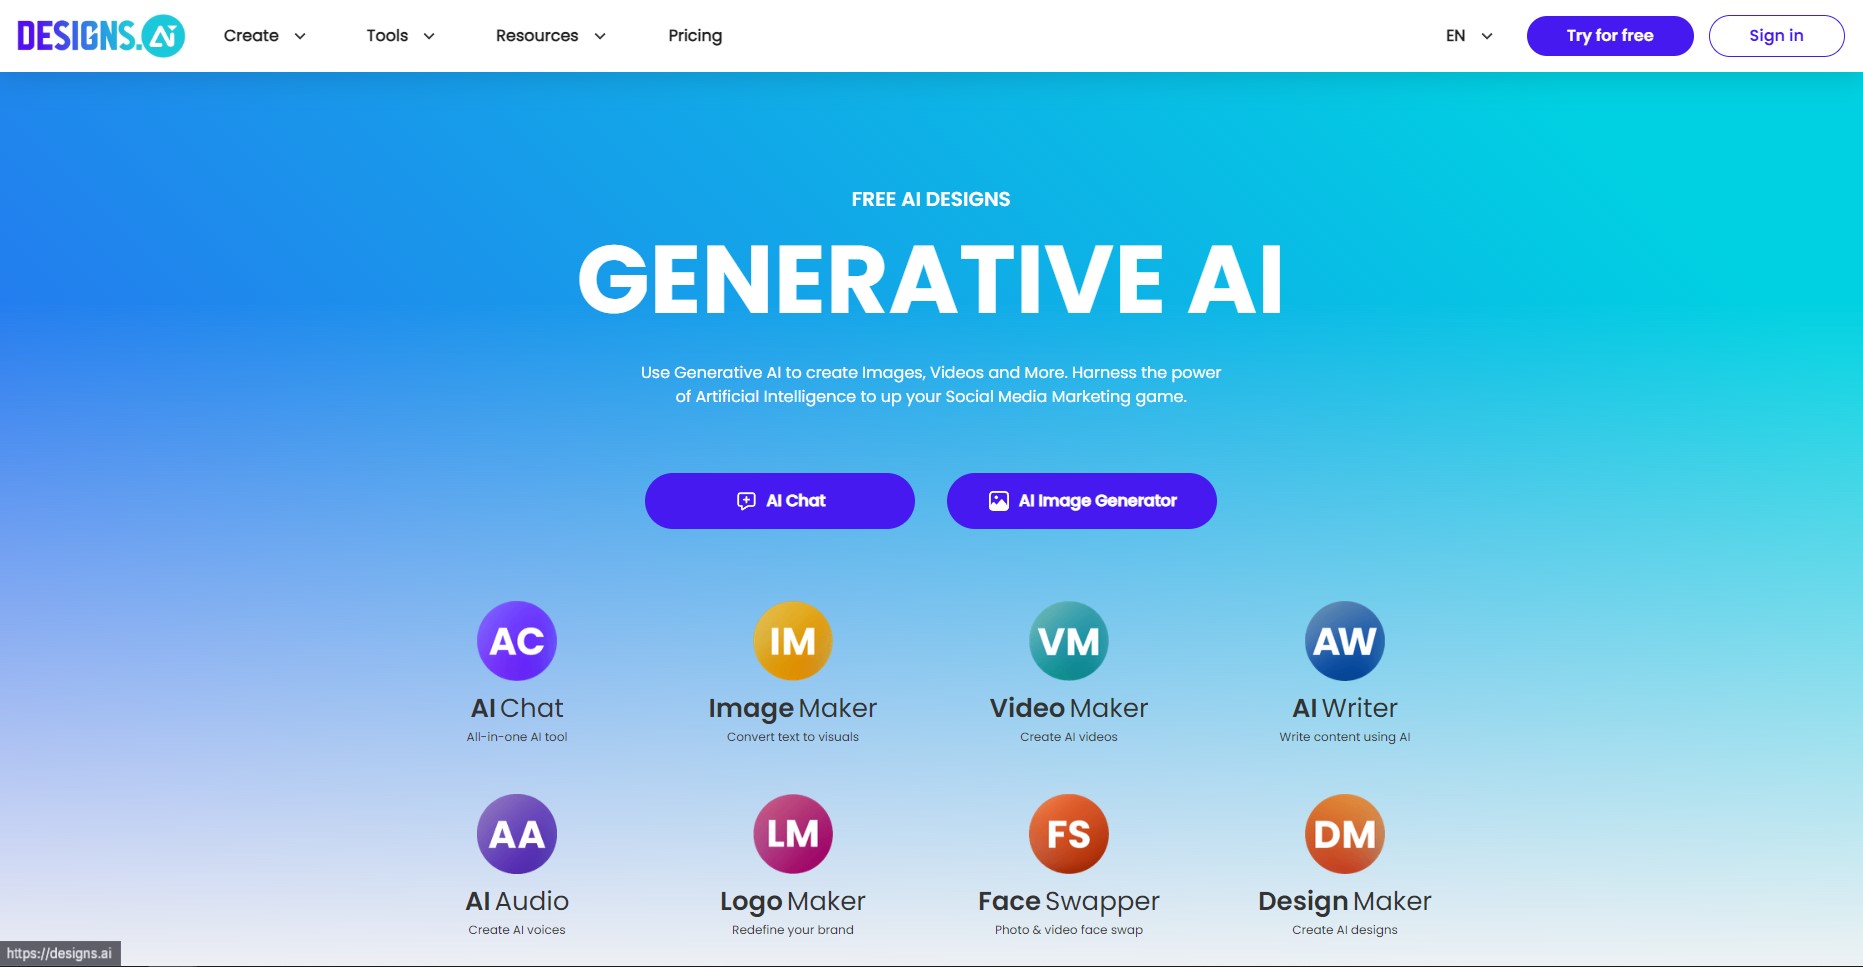 DESIGNS.Ai
Create
Tools
Resources
Pricing
EN
Try for free
Sign in
FREE AI DESIGNS
GENERATIVE AI
Use Generative AI to create Images, Videos and More. Harness the power
of Artificial Intelligence to up your Social Media Marketing game.
AI Chat
AI Image Generator
AC
AI Chat
All-in-one AI tool
IM
Image Maker
Convert text to visuals
VM
Video Maker
Create AI videos
AW
AI Writer
Write content using AI
AA
AI Audio
Create AI voices
LM
Logo Maker
Redefine your brand
FS
Face Swapper
Photo & video face swap
DM
Design Maker
Create AI designs
https://designs.ai